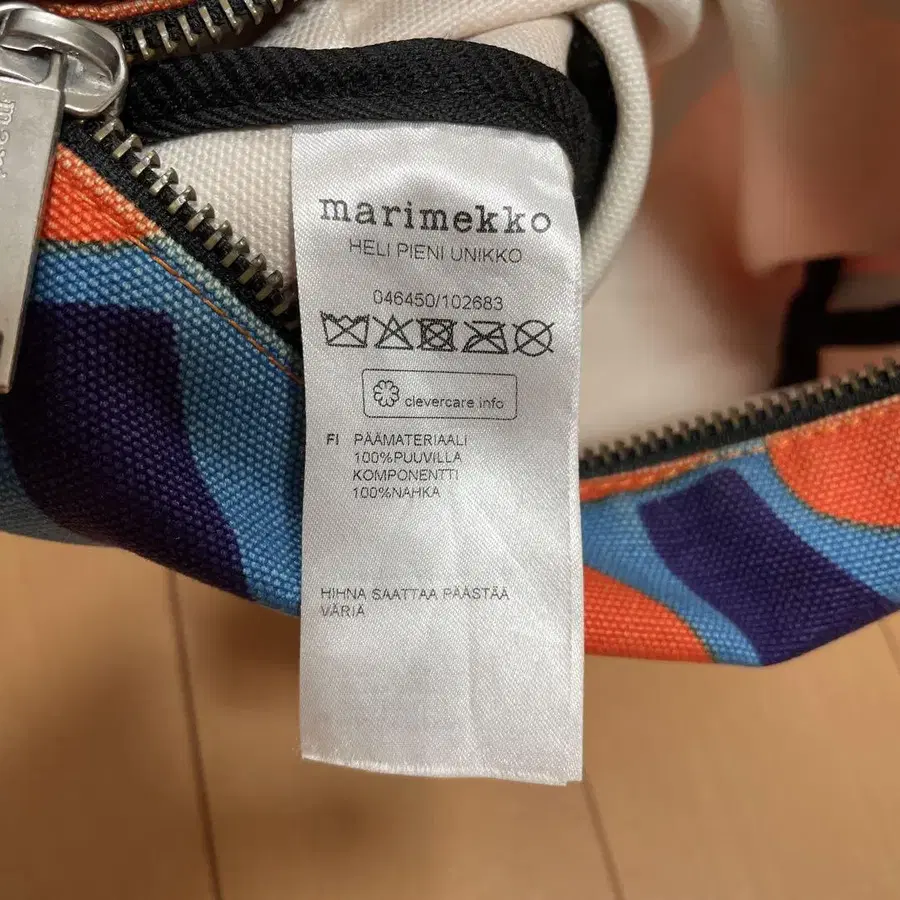 mari
marimekko
HELI PIENI UNIKKO
046450/102683
clevercare.info
FI PÄÄMATERIAALI
100%PUUVILLA
KOMPONENTTI
100%NAHKA
HIHNA SAATTAA PÄÄSTÄÄ
VÄRIÄ